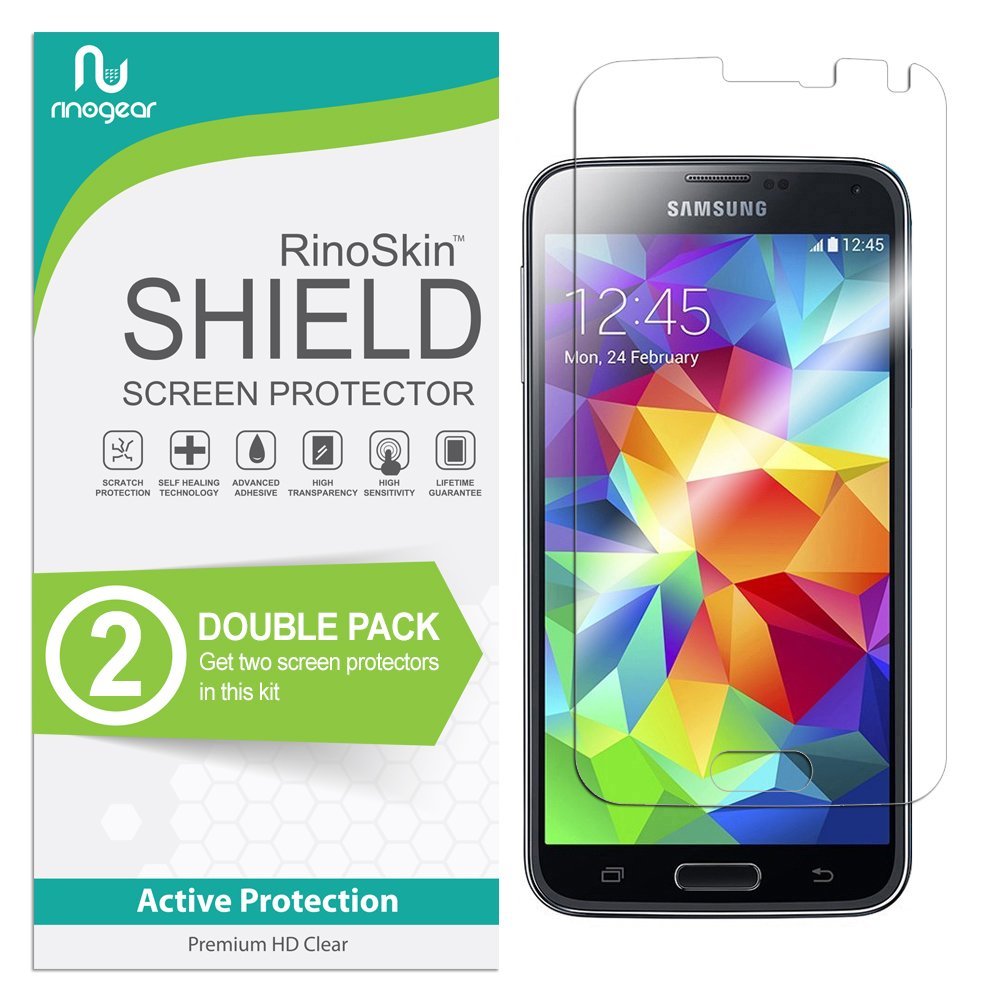 rinogear
RinoSkin™
SHIELD
SCREEN PROTECTOR
SCRATCH
PROTECTION
SELF HEALING
TECHNOLOGY
ADVANCED
ADHESIVE
HIGH
TRANSPARENCY
HIGH
SENSITIVITY
LIFETIME
GUARANTEE
2
DOUBLE PACK
Get two screen protectors
in this kit
Active Protection
Premium HD Clear
SAMSUNG
12:45
12:45
Mon, 24 February